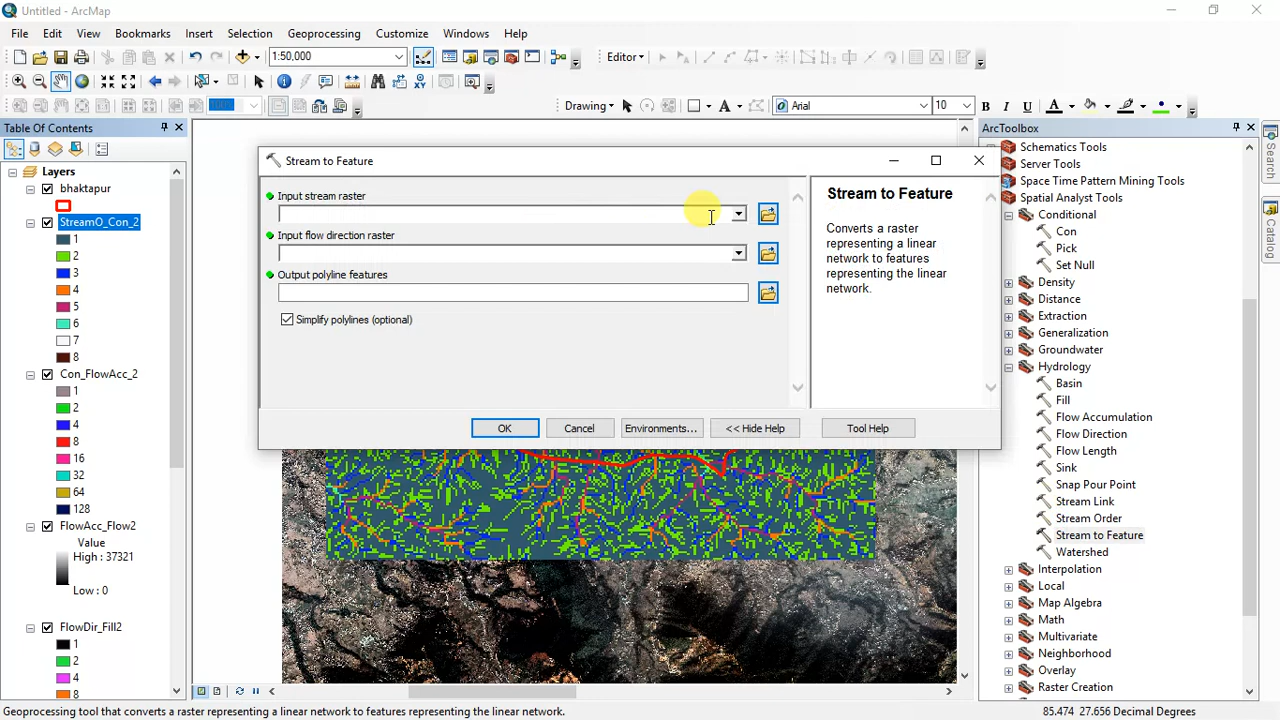 Untitled - ArcMap
File Edit View Bookmarks Insert Selection Geoprocessing Customize Windows Help
1:50,000
Editor
Drawing
Arial
10
B I U A
Table Of Contents
Layers
bhaktapur
StreamO_Con_2
1
2
3
4
5
6
7
8
Con_FlowAcc_2
1
2
4
8
16
32
64
128
FlowAcc_Flow2
Value
High : 37321
Low : 0
FlowDir_Fill2
1
2
4
8
Stream to Feature
Input stream raster
Input flow direction raster
Output polyline features
Simplify polylines (optional)
OK
Cancel
Environments...
<< Hide Help
Tool Help
Stream to Feature
Converts a raster
representing a linear
network to features
representing the linear
network.
ArcToolbox
Schematics Tools
Server Tools
Space Time Pattern Mining Tools
Spatial Analyst Tools
Conditional
Con
Pick
Set Null
Density
Distance
Extraction
Generalization
Groundwater
Hydrology
Basin
Fill
Flow Accumulation
Flow Direction
Flow Length
Sink
Snap Pour Point
Stream Link
Stream Order
Stream to Feature
Watershed
Interpolation
Local
Map Algebra
Math
Multivariate
Neighborhood
Overlay
Raster Creation
Search
Catalog
Geoprocessing tool that converts a raster representing a linear network to features representing the linear network.
85.474 27.656 Decimal Degrees